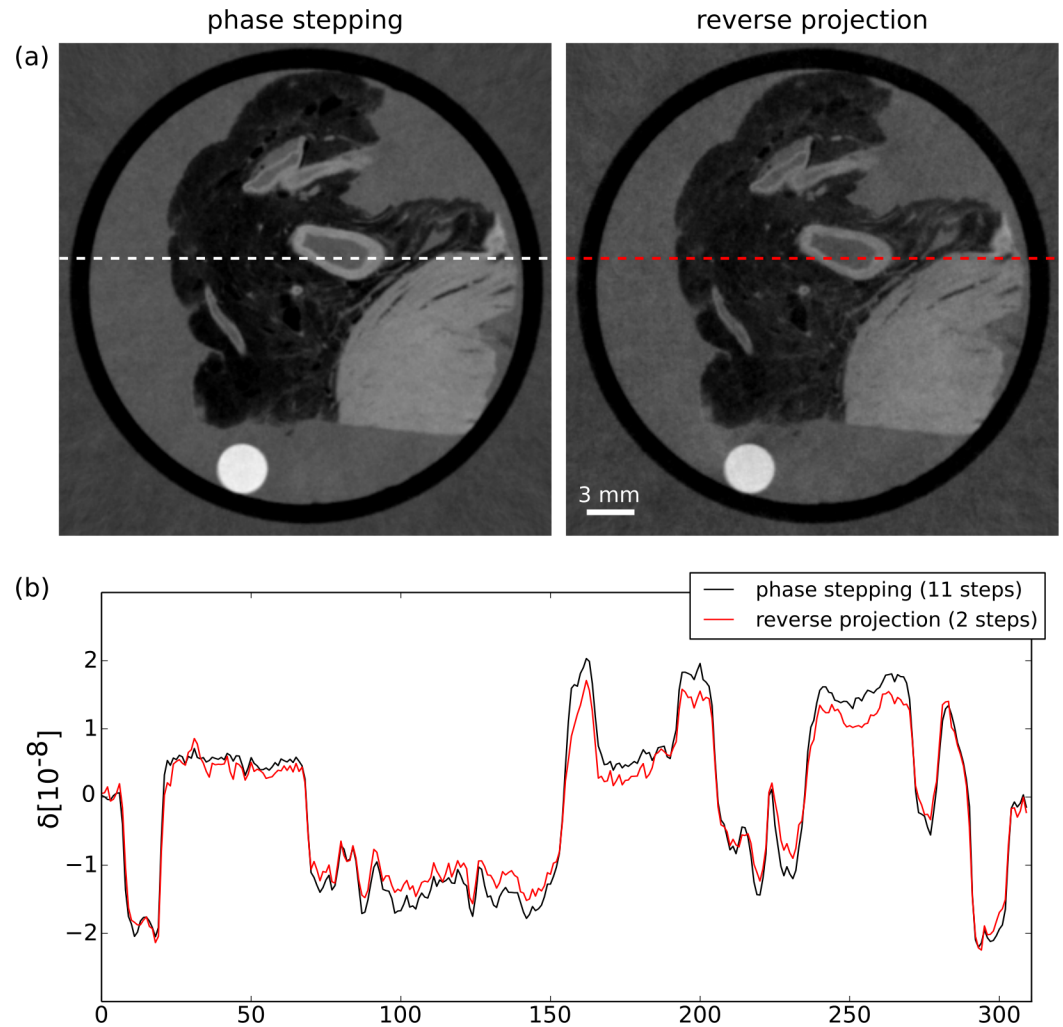 phase stepping
reverse projection
(a)
3 mm
(b)
phase stepping (11 steps)
reverse projection (2 steps)
δ[10⁻⁸]
2
1
0
−1
−2
0 50 100 150 200 250 300